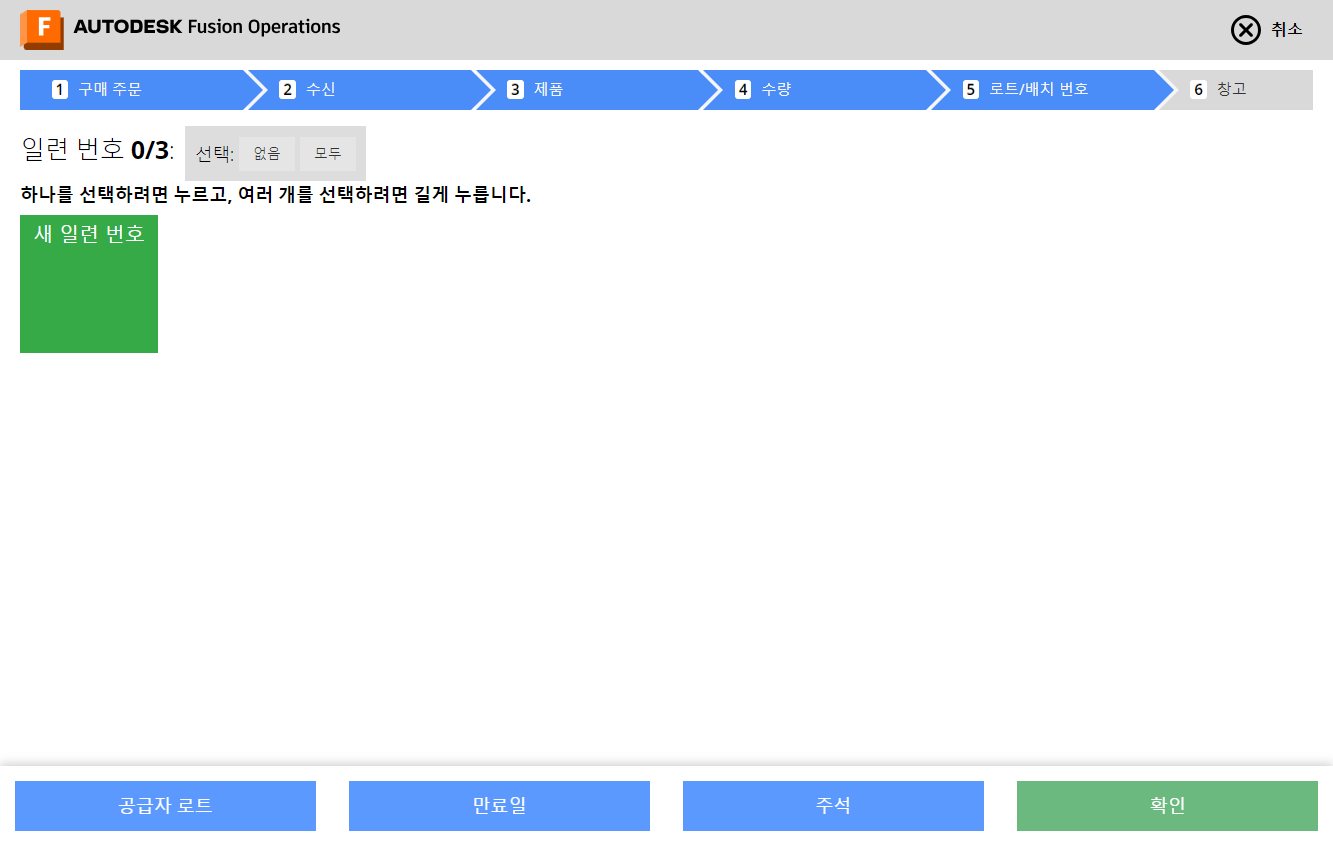 F AUTODESK Fusion Operations
취소
1 구매 주문 2 수신 3 제품 4 수량 5 로트/배치 번호 6 창고
일련 번호 0/3: 선택: 없음 모두
하나를 선택하려면 누르고, 여러 개를 선택하려면 길게 누릅니다.
새 일련 번호
공급자 로트 만료일 주석 확인